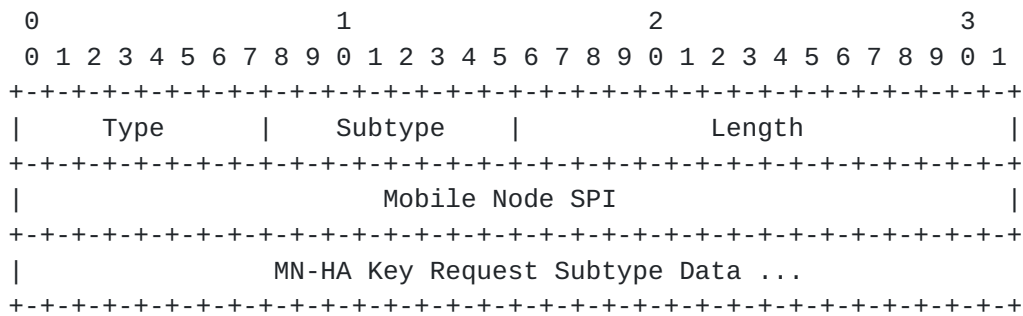 0                   1                   2                   3
 0 1 2 3 4 5 6 7 8 9 0 1 2 3 4 5 6 7 8 9 0 1 2 3 4 5 6 7 8 9 0 1
+-+-+-+-+-+-+-+-+-+-+-+-+-+-+-+-+-+-+-+-+-+-+-+-+-+-+-+-+-+-+-+-+
|     Type      |    Subtype    |            Length             |
+-+-+-+-+-+-+-+-+-+-+-+-+-+-+-+-+-+-+-+-+-+-+-+-+-+-+-+-+-+-+-+-+
|                       Mobile Node SPI                         |
+-+-+-+-+-+-+-+-+-+-+-+-+-+-+-+-+-+-+-+-+-+-+-+-+-+-+-+-+-+-+-+-+
|                MN-HA Key Request Subtype Data ...
+-+-+-+-+-+-+-+-+-+-+-+-+-+-+-+-+-+-+-+-+-+-+-+-+-+-+-+-+-+-+-+-+